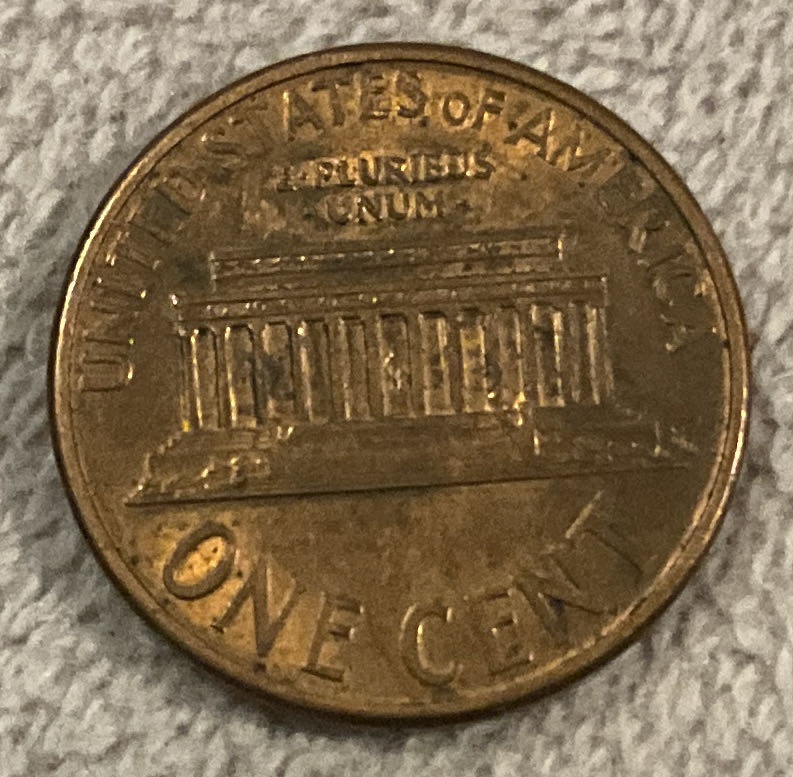 UNITED STATES OF AMERICA
E·PLURIBUS
UNUM
ONE CENT